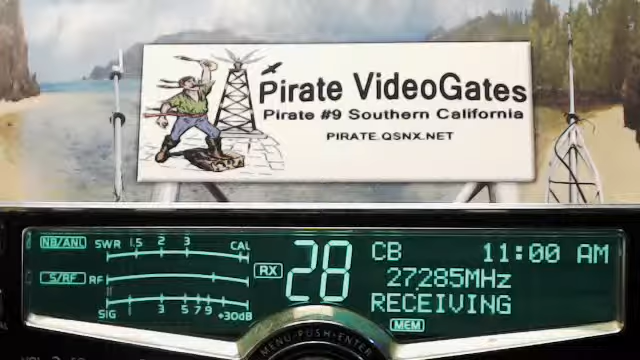 Pirate VideoGates
Pirate #9 Southern California
PIRATE.QSNX.NET
NB/ANL SWR 1.5 2 3 CAL
S/RF RF
SIG 3 5 7 9 +30dB
RX 28
CB 11:00 AM
27285MHz
RECEIVING
MEM
MENU-PUSH-ENTER